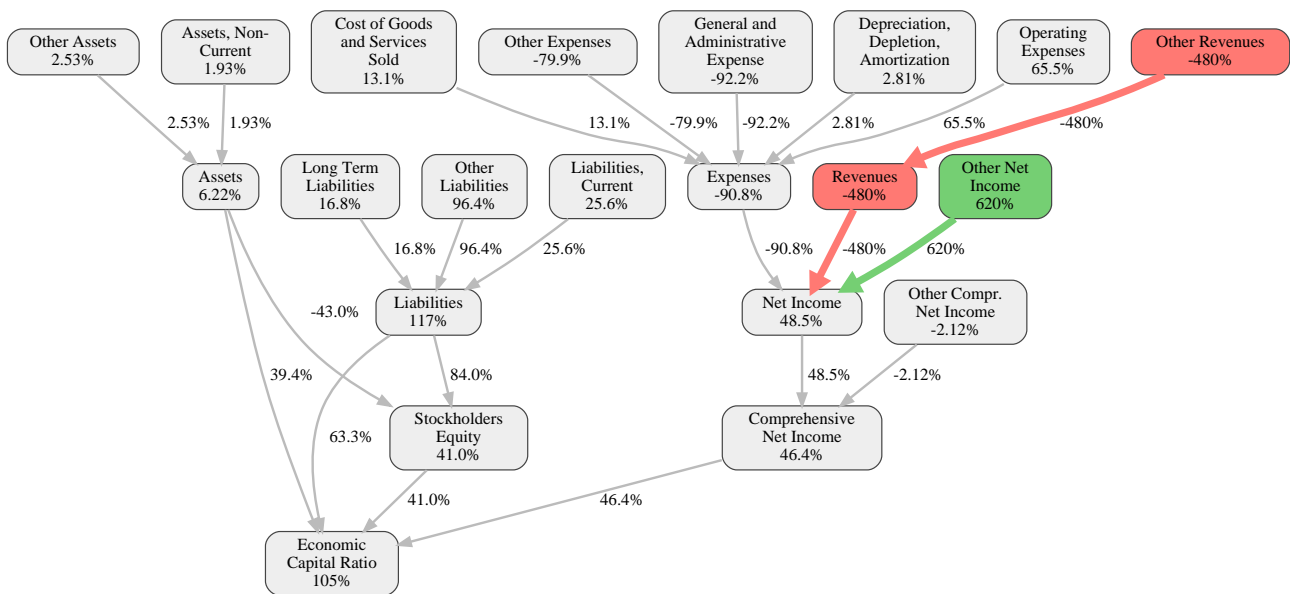 Other Assets
2.53%
Assets, Non-
Current
1.93%
Cost of Goods
and Services
Sold
13.1%
Other Expenses
-79.9%
General and
Administrative
Expense
-92.2%
Depreciation,
Depletion,
Amortization
2.81%
Operating
Expenses
65.5%
Other Revenues
-480%
2.53%
1.93%
13.1%
-79.9%
-92.2%
2.81%
65.5%
-480%
Assets
6.22%
Long Term
Liabilities
16.8%
Other
Liabilities
96.4%
Liabilities,
Current
25.6%
Expenses
-90.8%
Revenues
-480%
Other Net
Income
620%
16.8%
96.4%
25.6%
-90.8%
-480%
620%
-43.0%
Liabilities
117%
Net Income
48.5%
Other Compr.
Net Income
-2.12%
39.4%
84.0%
48.5%
-2.12%
63.3%
Stockholders
Equity
41.0%
Comprehensive
Net Income
46.4%
41.0%
46.4%
Economic
Capital Ratio
105%